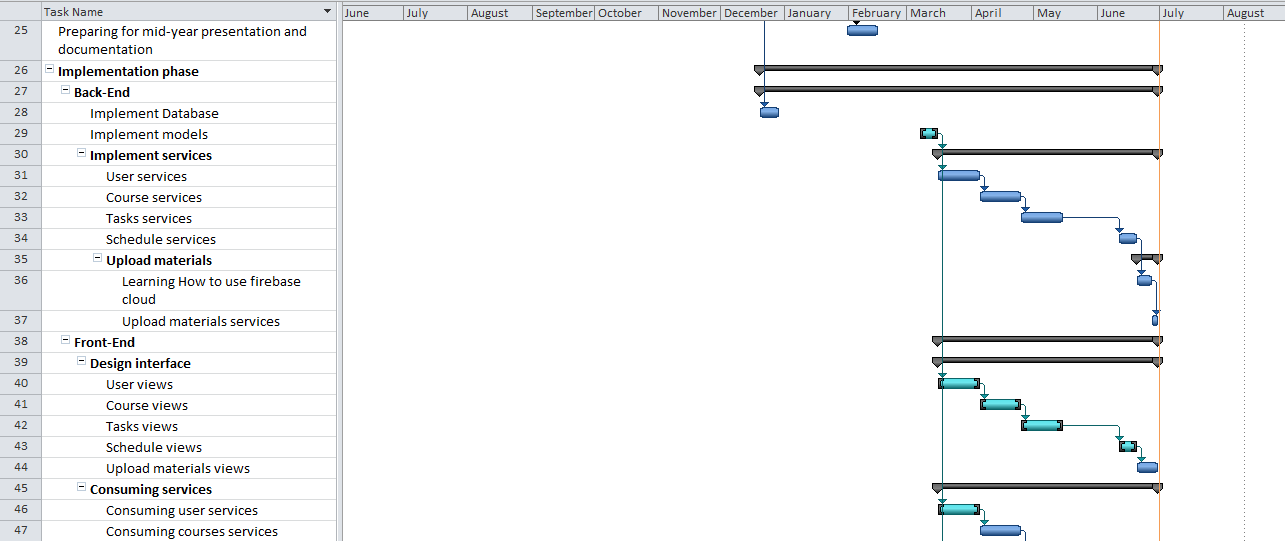 Task Name June July August September October November December January February March April May June July August
25 Preparing for mid-year presentation and
documentation
26 Implementation phase
27 Back-End
28 Implement Database
29 Implement models
30 Implement services
31 User services
32 Course services
33 Tasks services
34 Schedule services
35 Upload materials
36 Learning How to use firebase
cloud
37 Upload materials services
38 Front-End
39 Design interface
40 User views
41 Course views
42 Tasks views
43 Schedule views
44 Upload materials views
45 Consuming services
46 Consuming user services
47 Consuming courses services